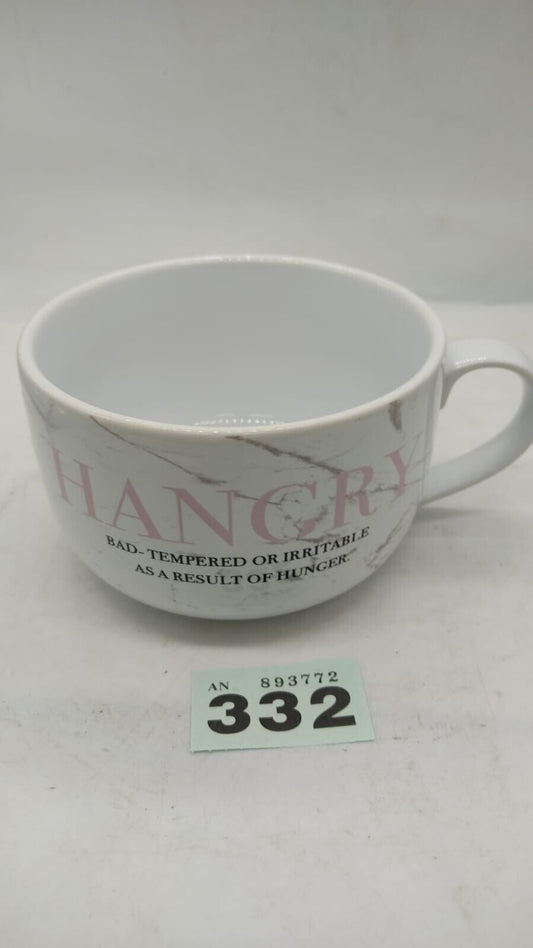 HANGRY
BAD-TEMPERED OR IRRITABLE
AS A RESULT OF HUNGER.
AN 893772
332